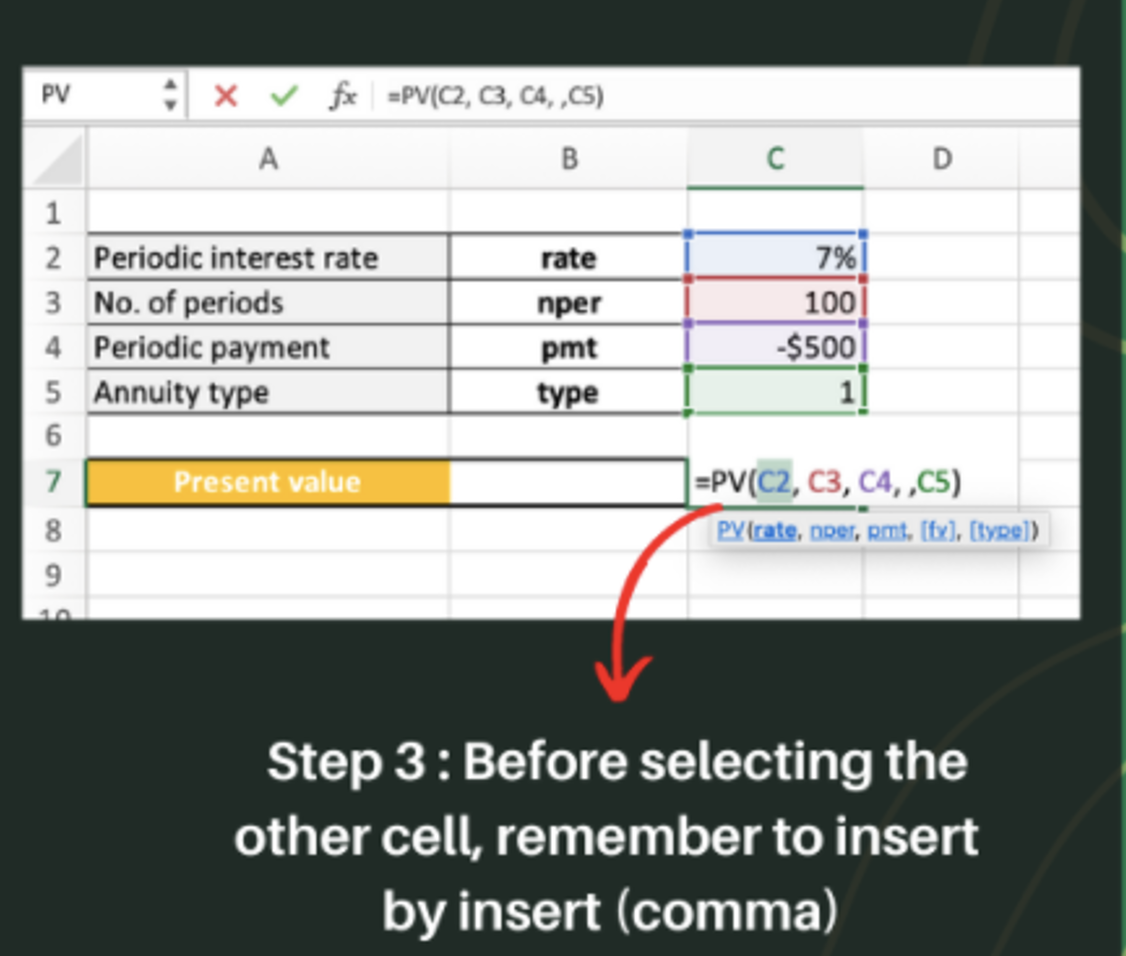 PV fx =PV(C2, C3, C4, ,C5)
A B C D
1
2 Periodic interest rate rate 7%
3 No. of periods nper 100
4 Periodic payment pmt -$500
5 Annuity type type 1
6
7 Present value =PV(C2, C3, C4, ,C5)
PV(rate, nper, pmt, [fv], [type])
8
9
10
Step 3 : Before selecting the
other cell, remember to insert
by insert (comma)